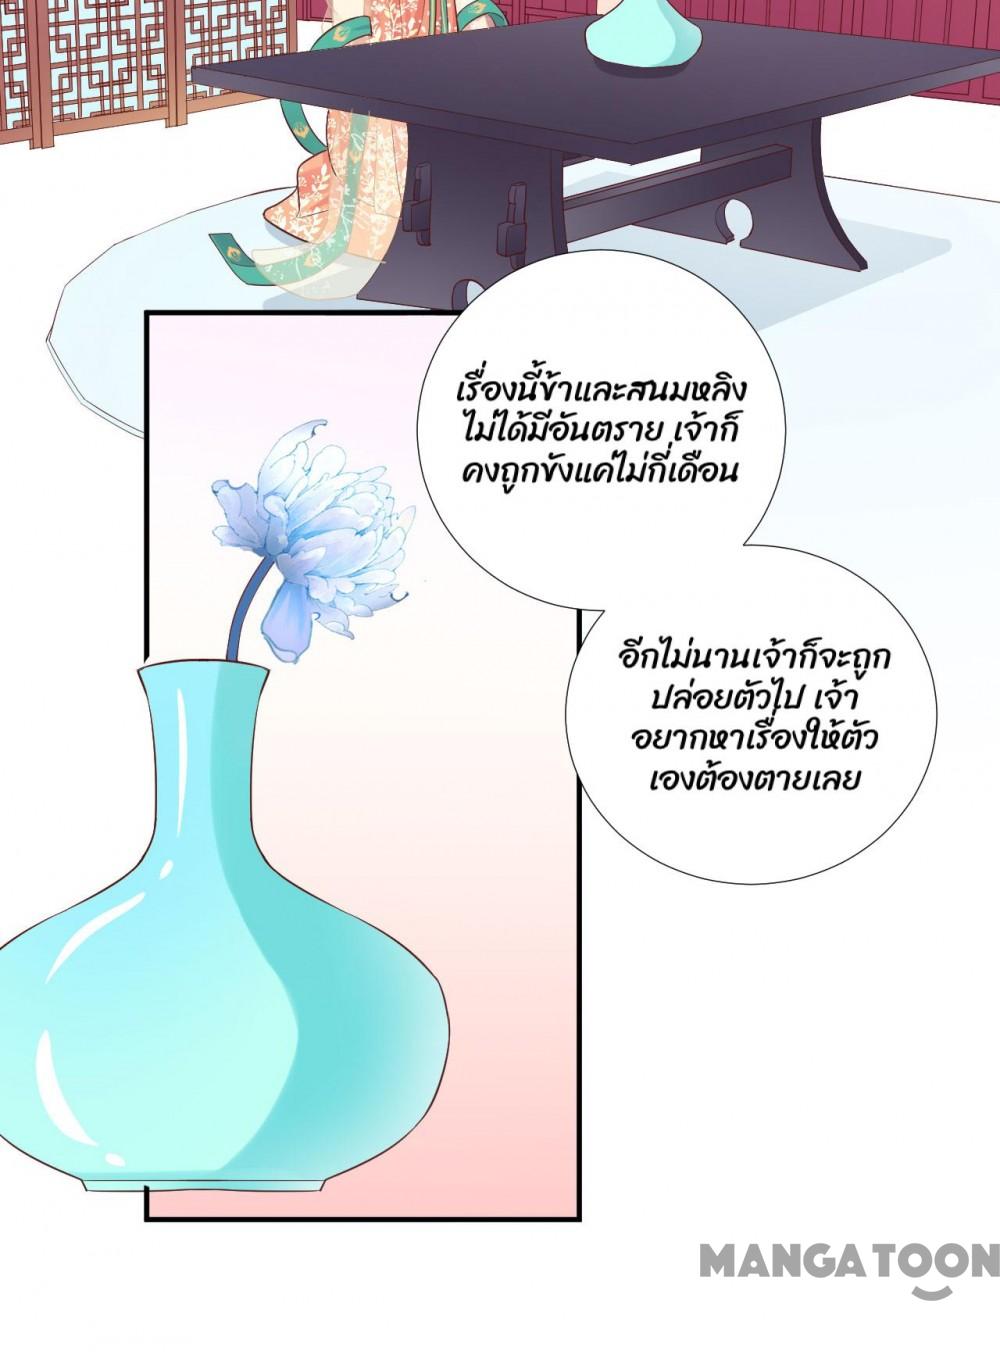 เรื่องนี้ข้าและสนมหลิง
ไม่ได้มีอันตราย เจ้าก็
คงถูกขังแค่ไม่กี่เดือน
อีกไม่นานเจ้าก็จะถูก
ปล่อยตัวไป เจ้า
อยากหาเรื่องให้ตัว
เองต้องตายเลย
MANGATOON